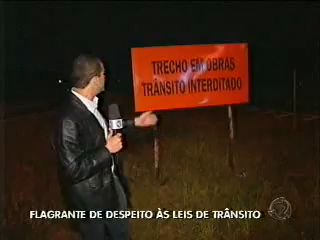 TRECHO EM OBRAS
TRÂNSITO INTERDITADO
FLAGRANTE DE DESPEITO ÀS LEIS DE TRÂNSITO